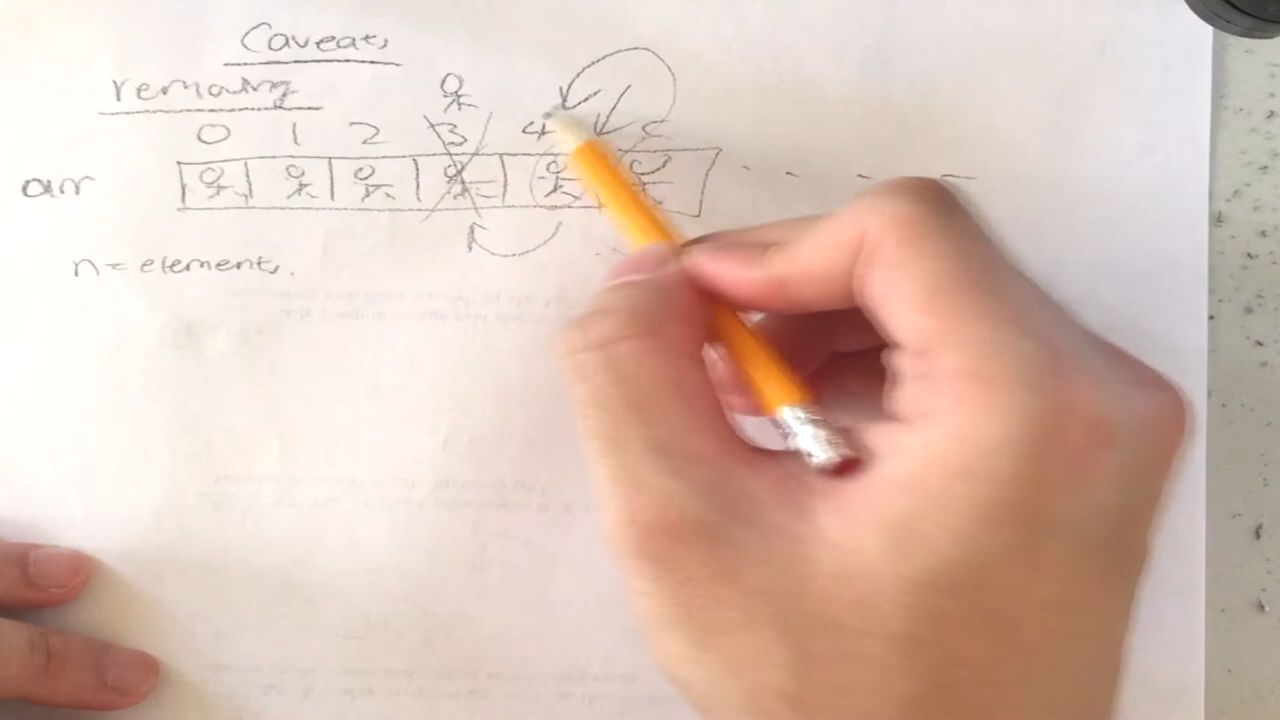 Caveats
removing
0 1 2 3 4 5
arr
n = elements.